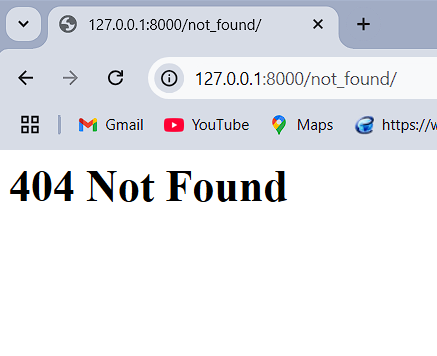 127.0.0.1:8000/not_found/
127.0.0.1:8000/not_found/
Gmail YouTube Maps https://w
404 Not Found